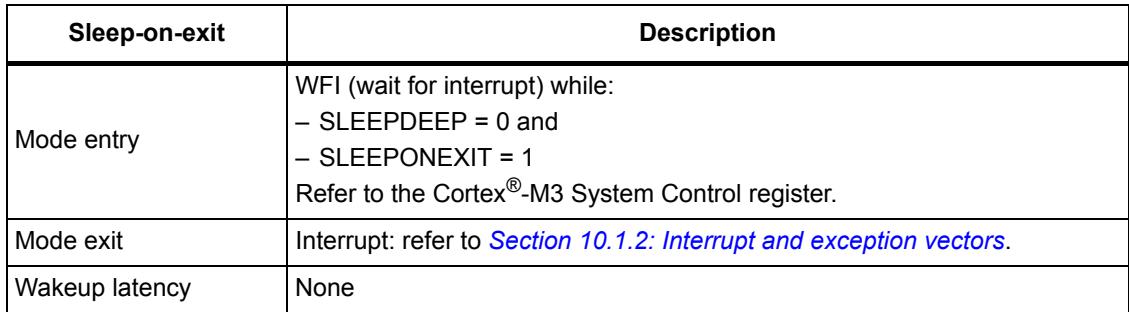 Sleep-on-exit Description
Mode entry
WFI (wait for interrupt) while:
– SLEEPDEEP = 0 and
– SLEEPONEXIT = 1
Refer to the Cortex®-M3 System Control register.
Mode exit Interrupt: refer to Section 10.1.2: Interrupt and exception vectors.
Wakeup latency None